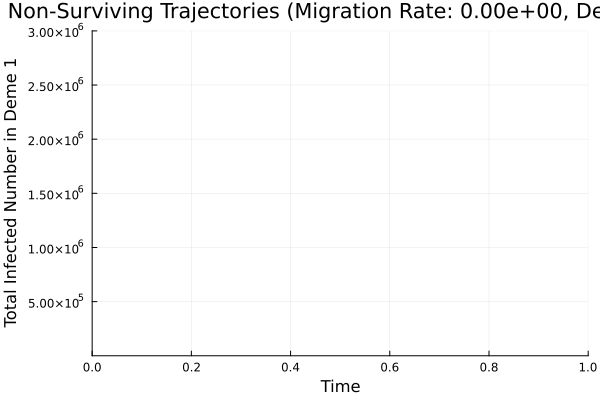 Non-Surviving Trajectories (Migration Rate: 0.00e+00, De
Total Infected Number in Deme 1
3.00×10⁶
2.50×10⁶
2.00×10⁶
1.50×10⁶
1.00×10⁶
5.00×10⁵
0.0 0.2 0.4 0.6 0.8 1.0
Time